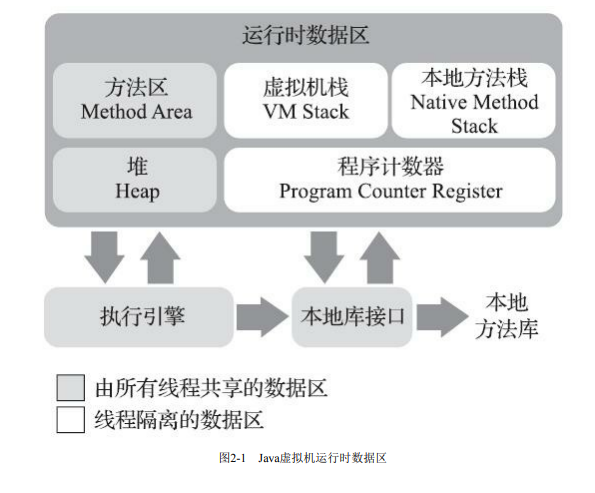 运行时数据区
方法区
Method Area
虚拟机栈
VM Stack
本地方法栈
Native Method
Stack
堆
Heap
程序计数器
Program Counter Register
执行引擎
本地库接口
本地
方法库
由所有线程共享的数据区
线程隔离的数据区
图2-1 Java虚拟机运行时数据区